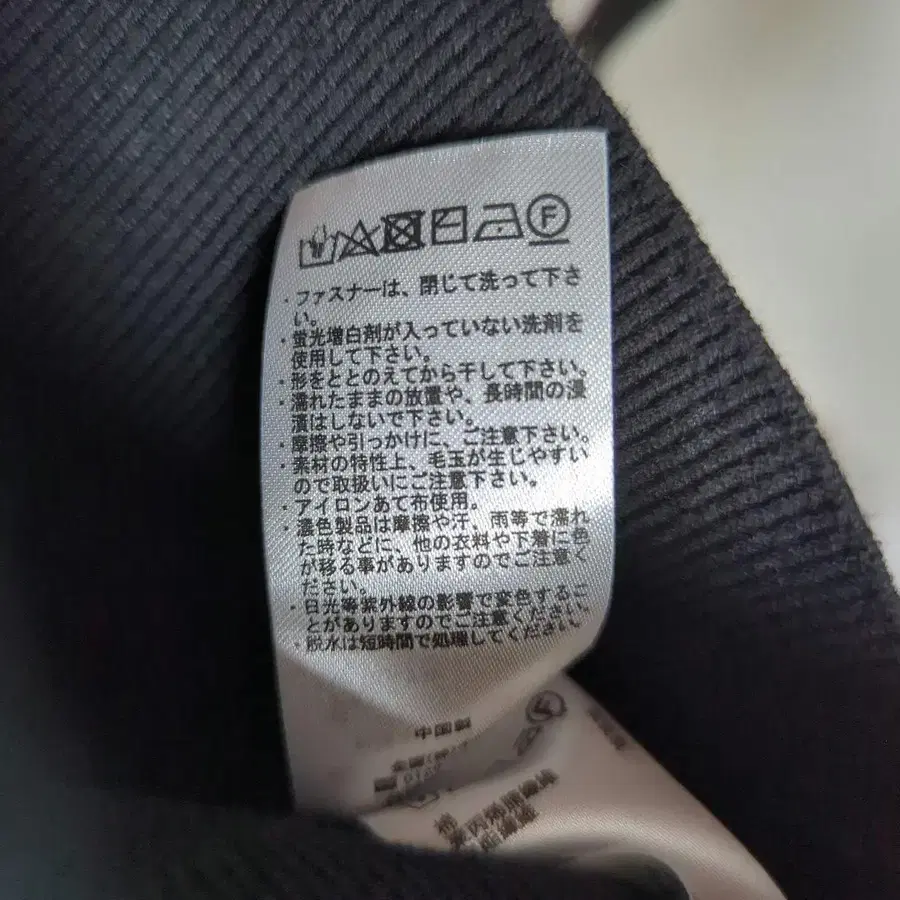 F
・ファスナーは、閉じて洗って下さ
い。
・蛍光増白剤が入っていない洗剤を
使用して下さい。
・形をととのえてから干して下さい。
・濡れたままの放置や、長時間の浸
漬はしないで下さい。
・摩擦や引っかけに、ご注意下さい。
・素材の特性上、毛玉が生じやすい
ので取扱いにご注意下さい。
・アイロンあて布使用。
・濃色製品は摩擦や汗、雨等で濡れ
た時などに、他の衣料や下着に色
が移る事がありますのでご注意く
ださい。
・日光等紫外線の影響で変色するこ
とがありますのでご注意ください。
・脱水は短時間で処理してください。
中国製